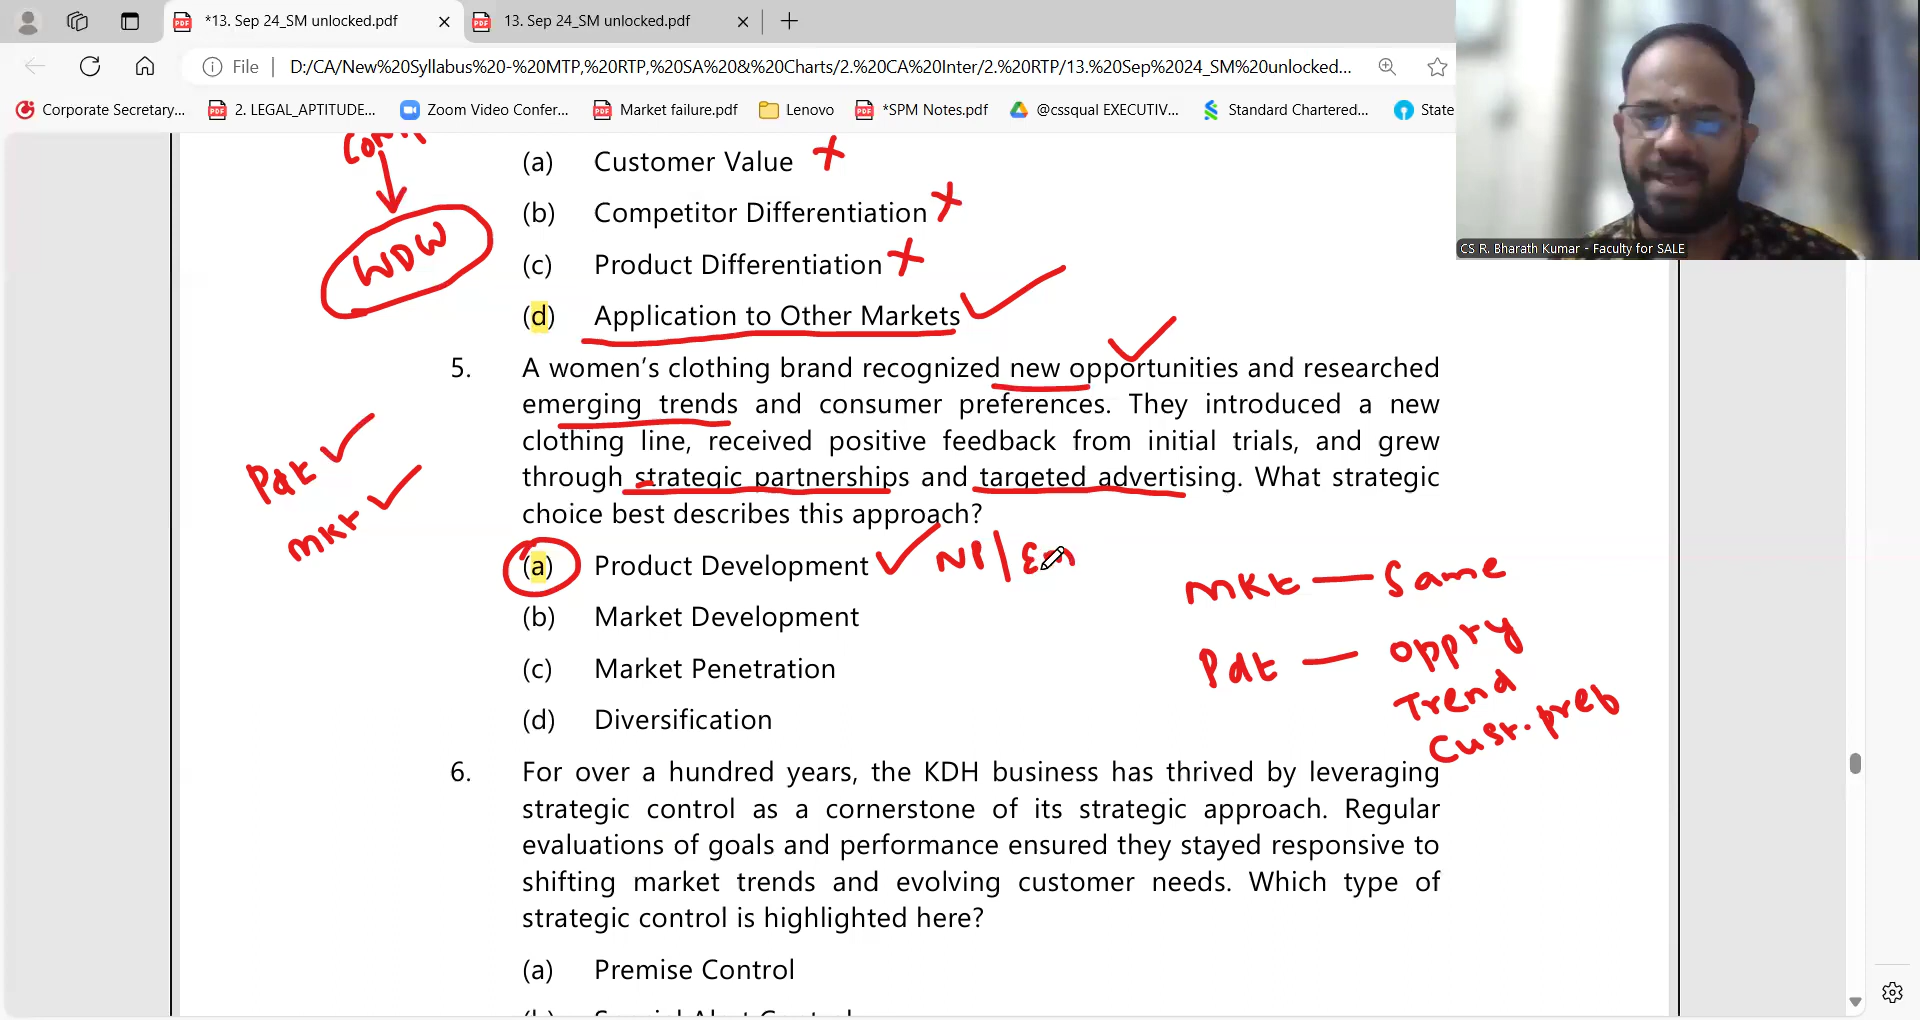 *13. Sep 24_SM unlocked.pdf
13. Sep 24_SM unlocked.pdf
File
D:/CA/New%20Syllabus%20-%20MTP,%20RTP,%20SA%20&%20Charts/2.%20CA%20Inter/2.%20RTP/13.%20Sep%2024_SM%20unlocked...
Corporate Secretary...
2. LEGAL_APTITUDE...
Zoom Video Confer...
Market failure.pdf
Lenovo
*SPM Notes.pdf
@cssqual EXECUTIV...
Standard Chartered...
State
CS R. Bharath Kumar - Faculty for SALE
WDW
(a) Customer Value
(b) Competitor Differentiation
(c) Product Differentiation
(d) Application to Other Markets
5. A women’s clothing brand recognized new opportunities and researched
emerging trends and consumer preferences. They introduced a new
clothing line, received positive feedback from initial trials, and grew
through strategic partnerships and targeted advertising. What strategic
choice best describes this approach?
Pdt
Mkt
(a) Product Development NP/Em
(b) Market Development
(c) Market Penetration
(d) Diversification
Mkt — Same
Pdt — Opprty
Trend
Cust. pref
6. For over a hundred years, the KDH business has thrived by leveraging
strategic control as a cornerstone of its strategic approach. Regular
evaluations of goals and performance ensured they stayed responsive to
shifting market trends and evolving customer needs. Which type of
strategic control is highlighted here?
(a) Premise Control